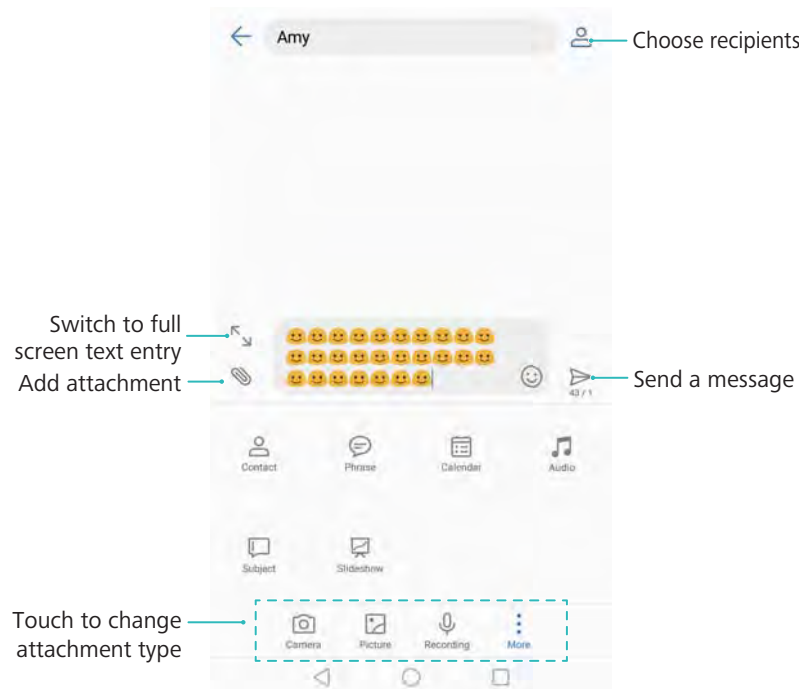 Amy
Choose recipients
Switch to full
screen text entry
Add attachment
Send a message
43 / 1
Contact
Phrase
Calendar
Audio
Subject
Slideshow
Touch to change
attachment type
Camera
Picture
Recording
More